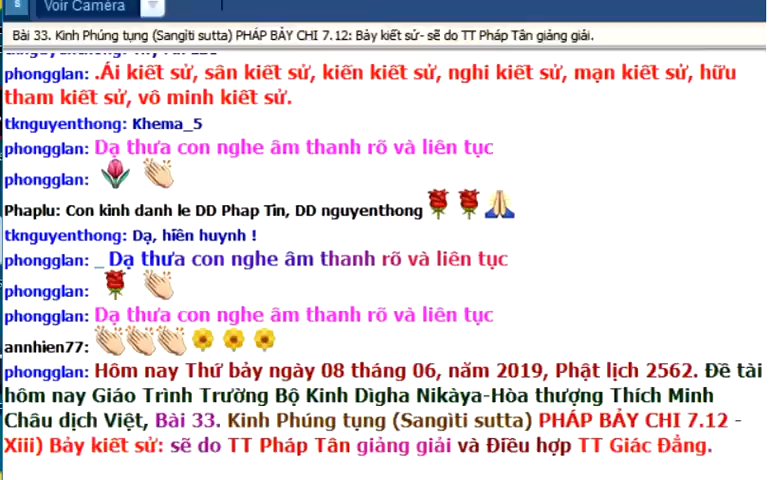 s
Voir Caméra
Bài 33. Kinh Phúng tụng (Sangìti sutta) PHÁP BẢY CHI 7.12: Bảy kiết sử- sẽ do TT Pháp Tân giảng giải.
phongglan: .Ái kiết sử, sân kiết sử, kiến kiết sử, nghi kiết sử, mạn kiết sử, hữu
tham kiết sử, vô minh kiết sử.
tknguyenthong: Khema_5
phongglan: Dạ thưa con nghe âm thanh rõ và liên tục
phongglan:
Phaplu: Con kinh danh le DD Phap Tin, DD nguyenthong
tknguyenthong: Dạ, hiền huynh !
phongglan: _ Dạ thưa con nghe âm thanh rõ và liên tục
phongglan:
phongglan: Dạ thưa con nghe âm thanh rõ và liên tục
annhien77:
phongglan: Hôm nay Thứ bảy ngày 08 tháng 06, năm 2019, Phật lịch 2562. Đề tài
hôm nay Giáo Trình Trường Bộ Kinh Dìgha Nikàya-Hòa thượng Thích Minh
Châu dịch Việt, Bài 33. Kinh Phúng tụng (Sangìti sutta) PHÁP BẢY CHI 7.12 -
Xiii) Bảy kiết sử: sẽ do TT Pháp Tân giảng giải và Điều hợp TT Giác Đẳng.